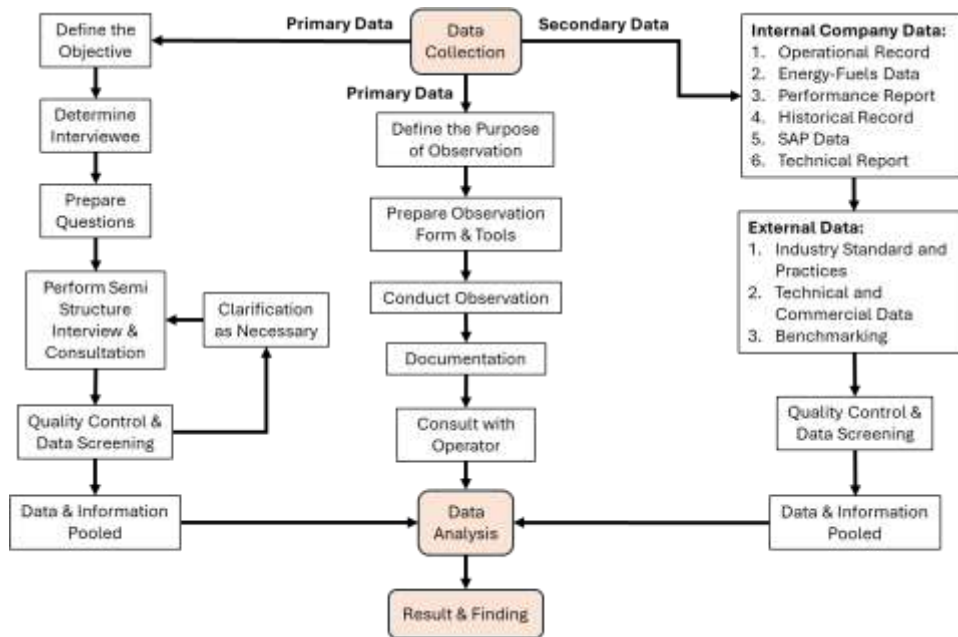 Primary Data
Data
Collection
Secondary Data
Define the
Objective
Determine
Interviewee
Prepare
Questions
Perform Semi
Structure
Interview &
Consultation
Clarification
as Necessary
Quality Control &
Data Screening
Data & Information
Pooled
Primary Data
Define the Purpose
of Observation
Prepare Observation
Form & Tools
Conduct Observation
Documentation
Consult with
Operator
Data
Analysis
Result & Finding
Internal Company Data:
1. Operational Record
2. Energy-Fuels Data
3. Performance Report
4. Historical Record
5. SAP Data
6. Technical Report
External Data:
1. Industry Standard and
Practices
2. Technical and
Commercial Data
3. Benchmarking
Quality Control &
Data Screening
Data & Information
Pooled